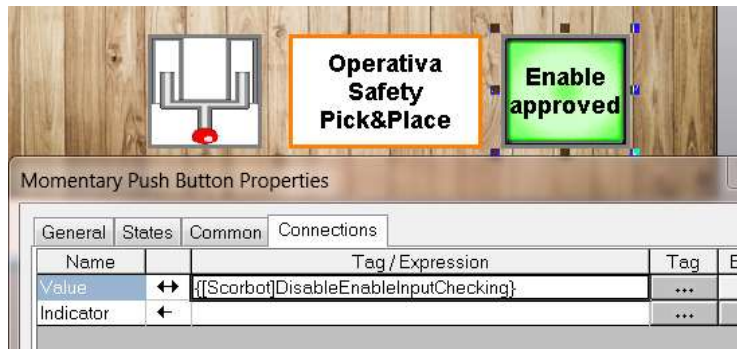 Operativa
Safety
Pick&Place
Enable
approved
Momentary Push Button Properties
General States Common Connections
Name Tag / Expression Tag E
Value {[Scorbot]DisableEnableInputChecking} ...
Indicator ...